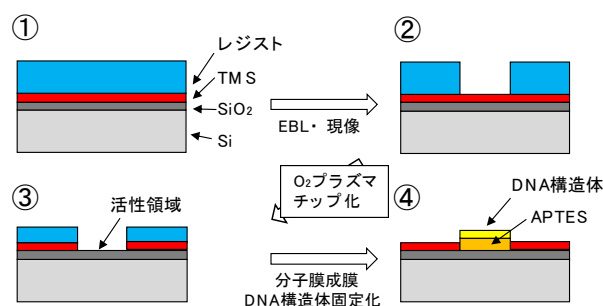 ①
レジスト
TMS
SiO₂
Si
EBL・現像
②
O₂プラズマ
チップ化
③
活性領域
分子膜成膜
DNA構造体固定化
④
DNA構造体
APTES